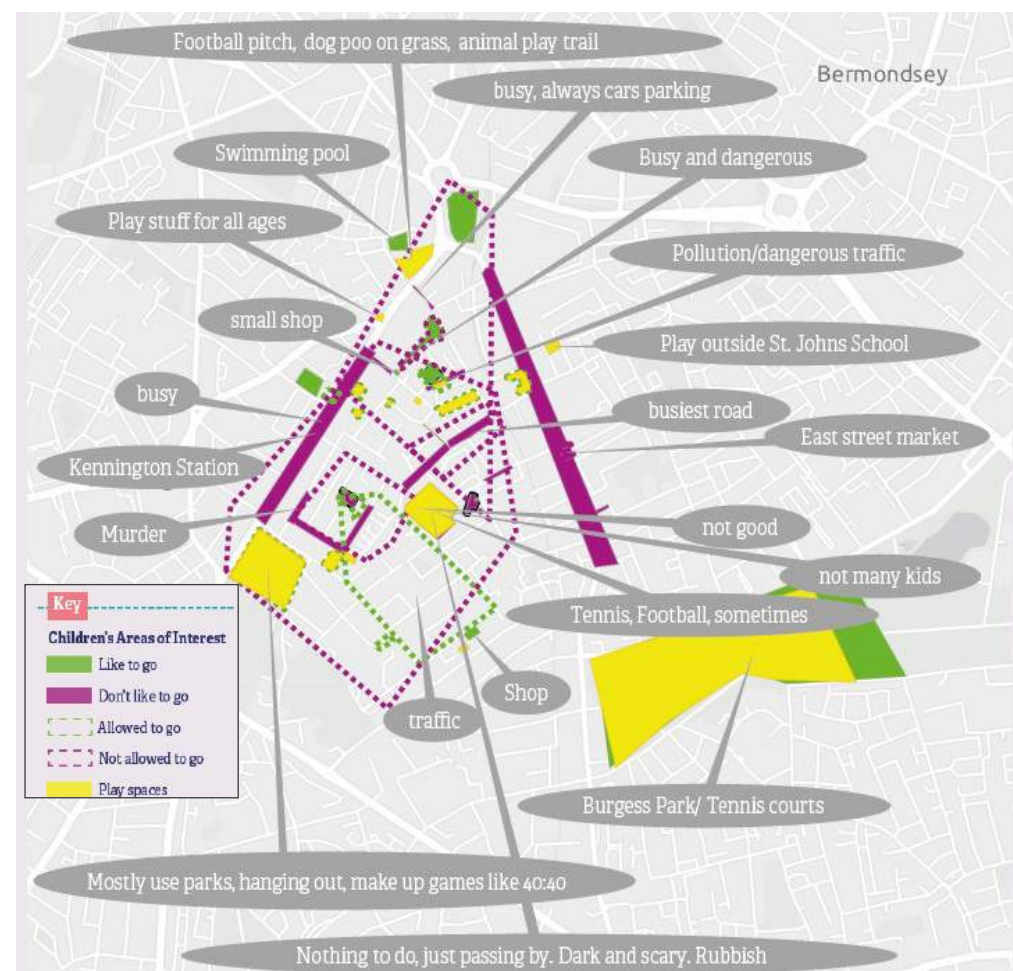 Football pitch, dog poo on grass, animal play trail
Bermondsey
busy, always cars parking
Swimming pool
Busy and dangerous
Play stuff for all ages
Pollution/dangerous traffic
small shop
Play outside St. Johns School
busy
busiest road
East street market
Kennington Station
Murder
not good
not many kids
Tennis, Football, sometimes
Key
Children's Areas of Interest
Like to go
Don't like to go
Allowed to go
Not allowed to go
Play spaces
Shop
traffic
Burgess Park/ Tennis courts
Mostly use parks, hanging out, make up games like 40:40
Nothing to do, just passing by. Dark and scary. Rubbish